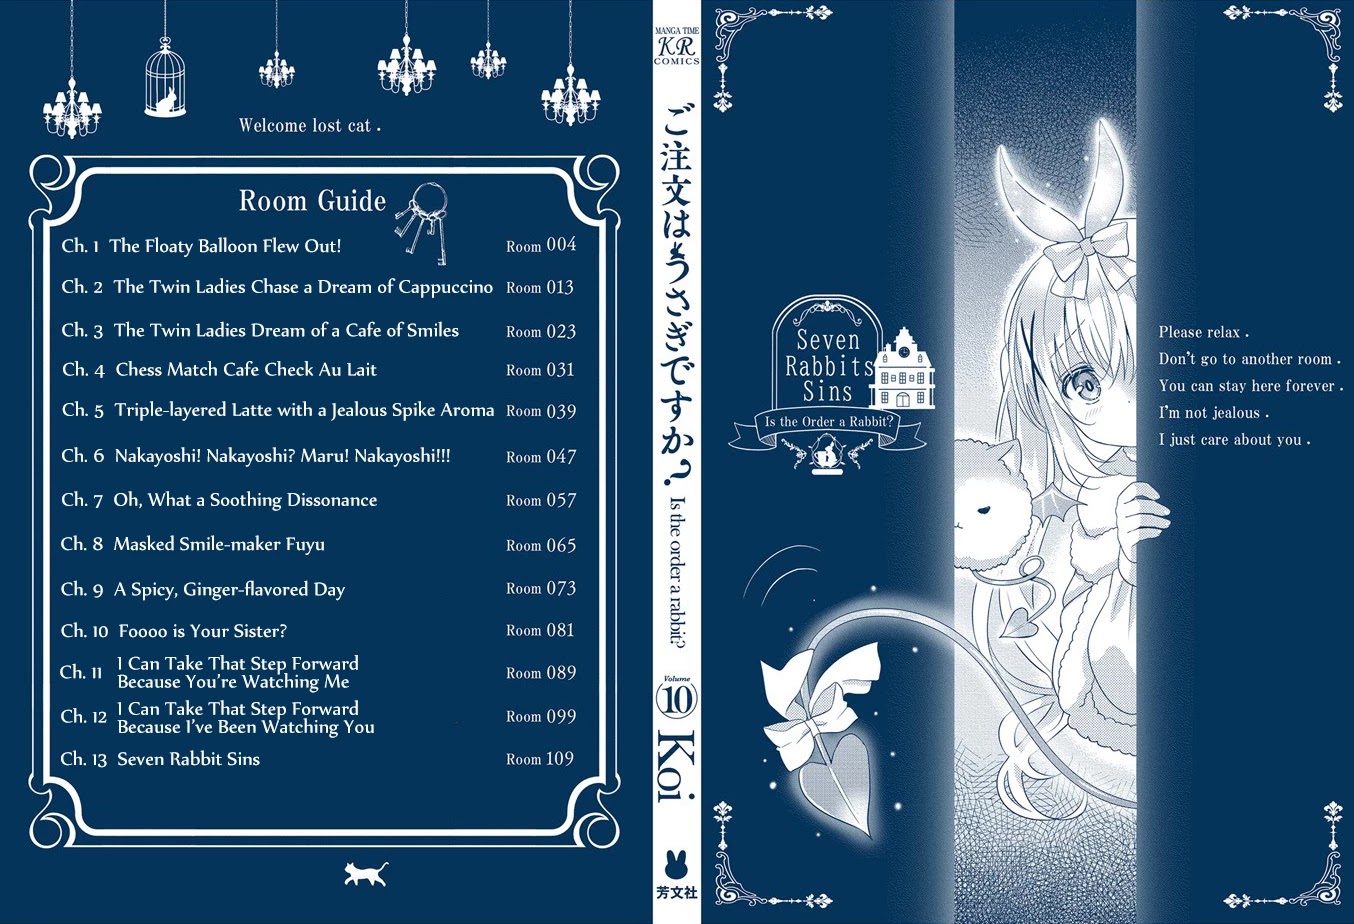 Welcome lost cat .
Room Guide
Ch. 1 The Floaty Balloon Flew Out! Room 004
Ch. 2 The Twin Ladies Chase a Dream of Cappuccino Room 013
Ch. 3 The Twin Ladies Dream of a Cafe of Smiles Room 023
Ch. 4 Chess Match Cafe Check Au Lait Room 031
Ch. 5 Triple-layered Latte with a Jealous Spike Aroma Room 039
Ch. 6 Nakayoshi! Nakayoshi? Maru! Nakayoshi!!! Room 047
Ch. 7 Oh, What a Soothing Dissonance Room 057
Ch. 8 Masked Smile-maker Fuyu Room 065
Ch. 9 A Spicy, Ginger-flavored Day Room 073
Ch. 10 Foooo is Your Sister? Room 081
Ch. 11 I Can Take That Step Forward
Because You're Watching Me Room 089
Ch. 12 I Can Take That Step Forward
Because I've Been Watching You Room 099
Ch. 13 Seven Rabbit Sins Room 109
MANGA TIME
KR
COMICS
ご注文はうさぎですか?
Is the order a rabbit?
Volume
10
Koi
芳文社
Seven
Rabbits
Sins
Is the Order a Rabbit?
Please relax .
Don't go to another room .
You can stay here forever .
I'm not jealous .
I just care about you .